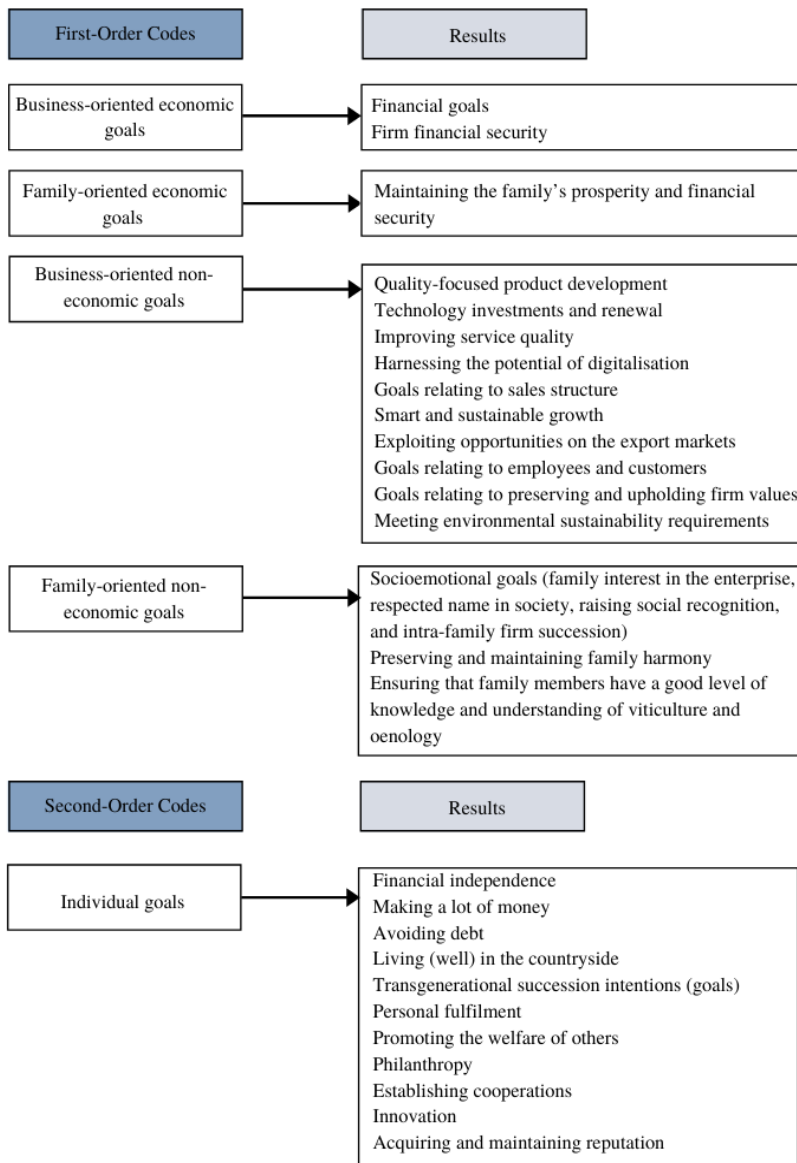 First-Order Codes
Results
Business-oriented economic
goals
Financial goals
Firm financial security
Family-oriented economic
goals
Maintaining the family’s prosperity and financial
security
Business-oriented non-
economic goals
Quality-focused product development
Technology investments and renewal
Improving service quality
Harnessing the potential of digitalisation
Goals relating to sales structure
Smart and sustainable growth
Exploiting opportunities on the export markets
Goals relating to employees and customers
Goals relating to preserving and upholding firm values
Meeting environmental sustainability requirements
Family-oriented non-
economic goals
Socioemotional goals (family interest in the enterprise,
respected name in society, raising social recognition,
and intra-family firm succession)
Preserving and maintaining family harmony
Ensuring that family members have a good level of
knowledge and understanding of viticulture and
oenology
Second-Order Codes
Results
Individual goals
Financial independence
Making a lot of money
Avoiding debt
Living (well) in the countryside
Transgenerational succession intentions (goals)
Personal fulfilment
Promoting the welfare of others
Philanthropy
Establishing cooperations
Innovation
Acquiring and maintaining reputation